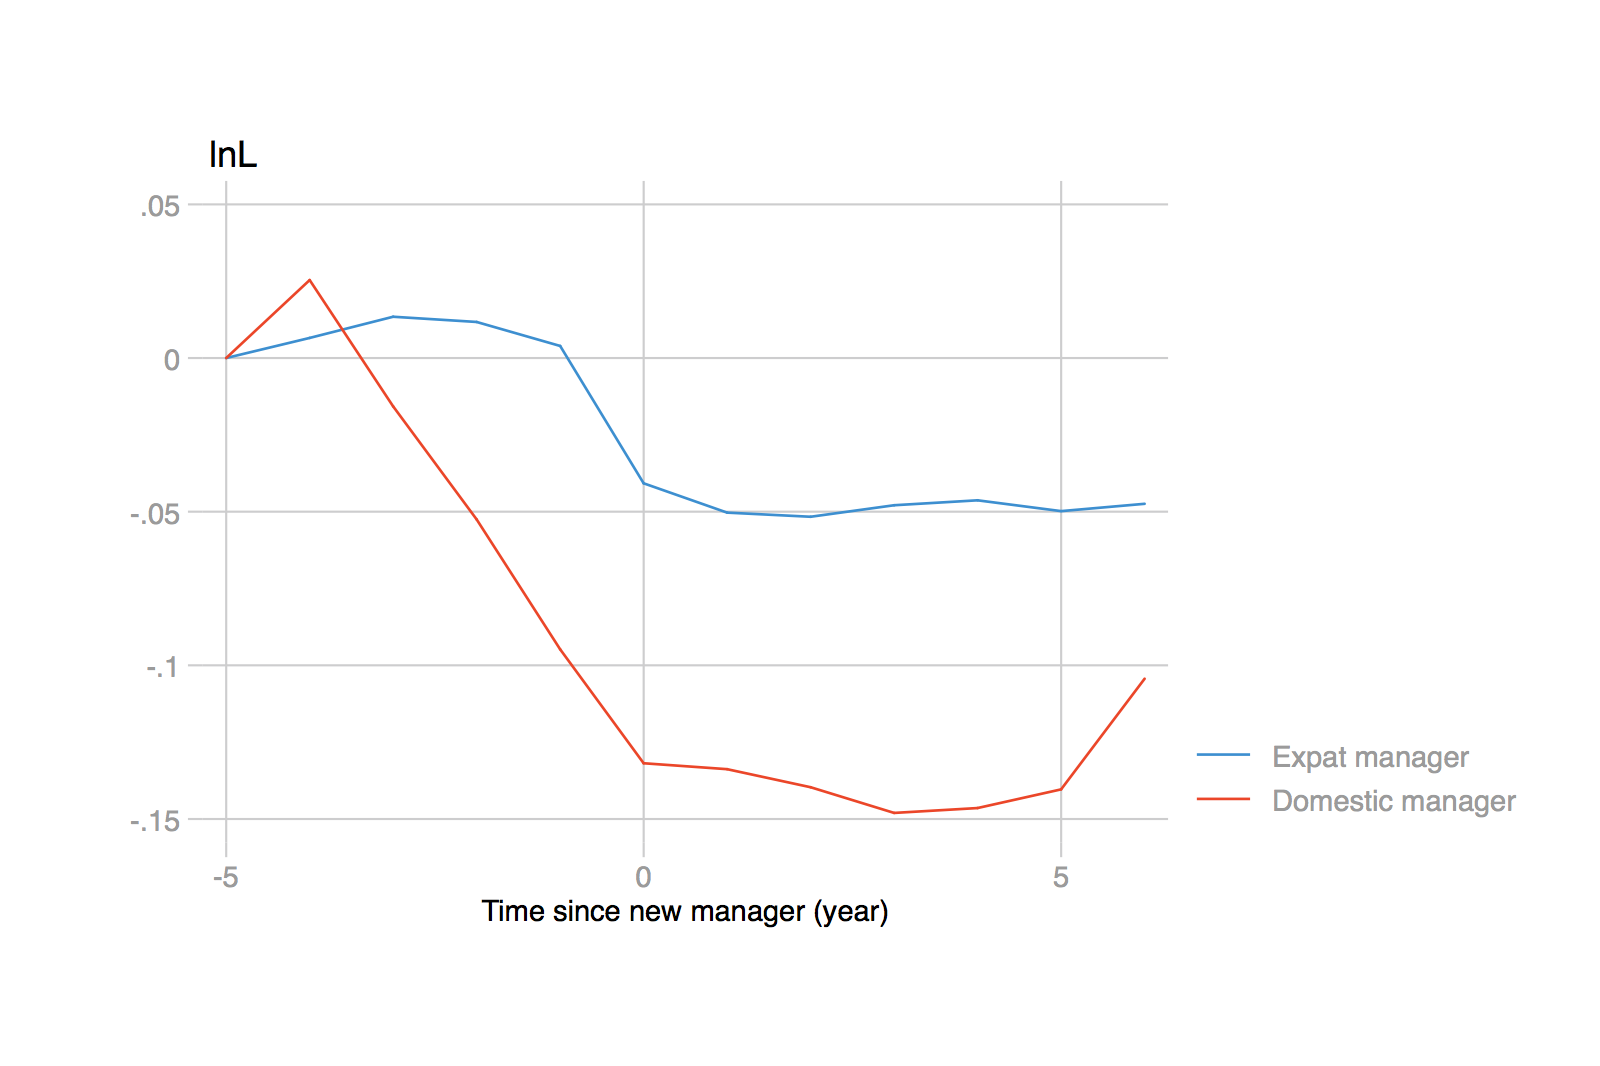 lnL
.05
0
-.05
-.1
-.15
-5 0 5
Time since new manager (year)
Expat manager
Domestic manager